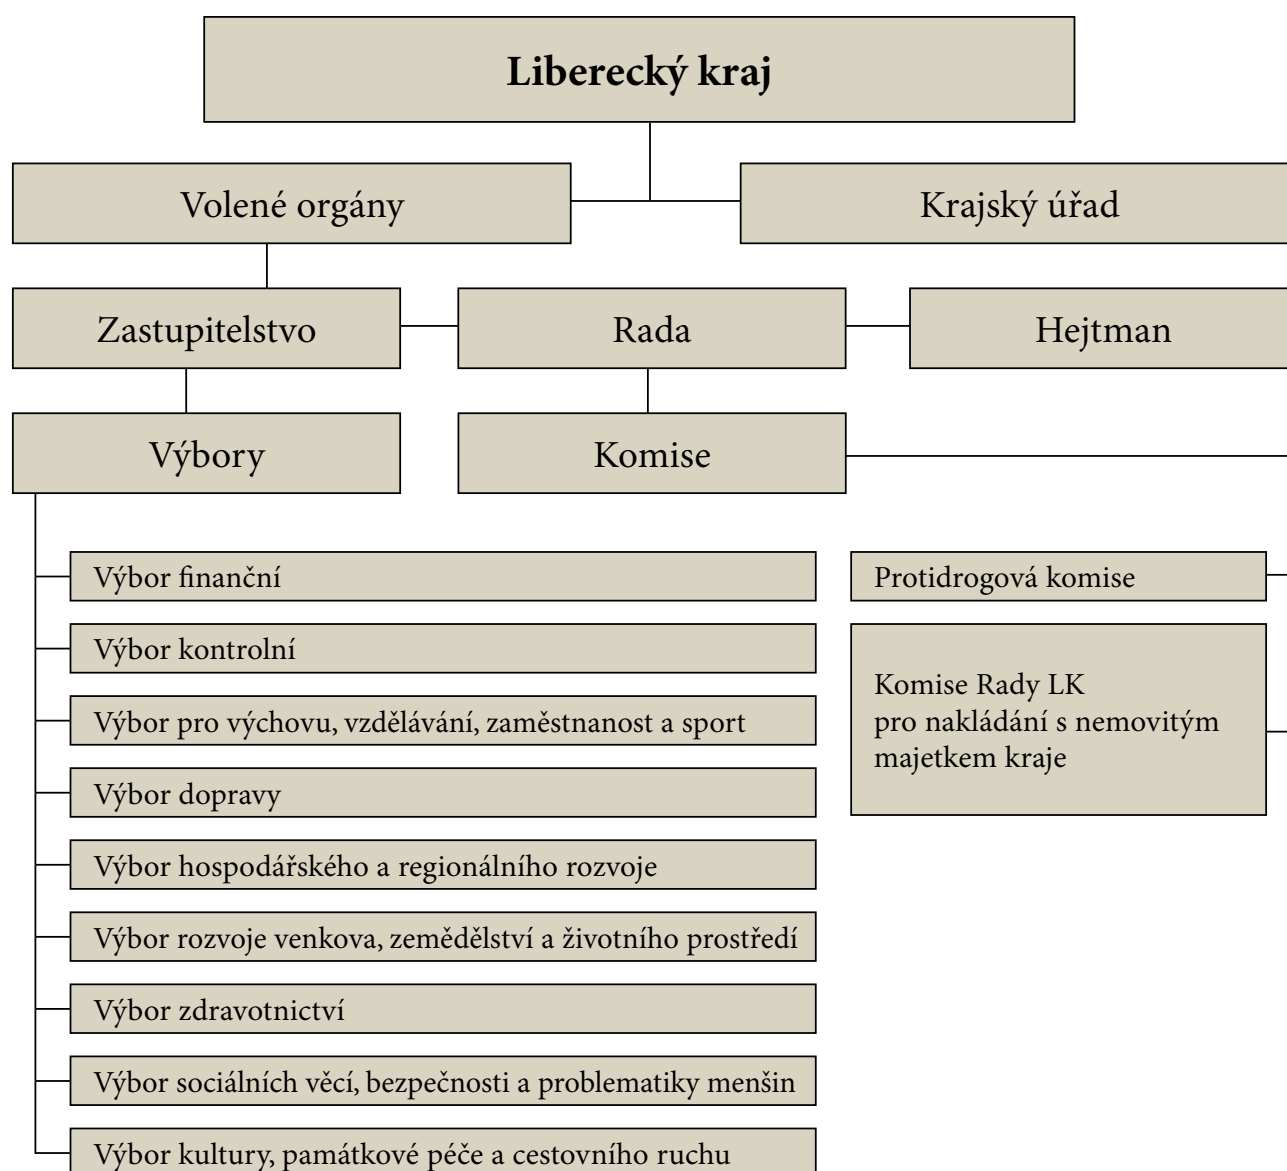 Liberecký kraj
Volené orgány
Krajský úřad
Zastupitelstvo
Rada
Hejtman
Výbory
Komise
Výbor finanční
Výbor kontrolní
Výbor pro výchovu, vzdělávání, zaměstnanost a sport
Výbor dopravy
Výbor hospodářského a regionálního rozvoje
Výbor rozvoje venkova, zemědělství a životního prostředí
Výbor zdravotnictví
Výbor sociálních věcí, bezpečnosti a problematiky menšin
Výbor kultury, památkové péče a cestovního ruchu
Protidrogová komise
Komise Rady LK
pro nakládání s nemovitým
majetkem kraje